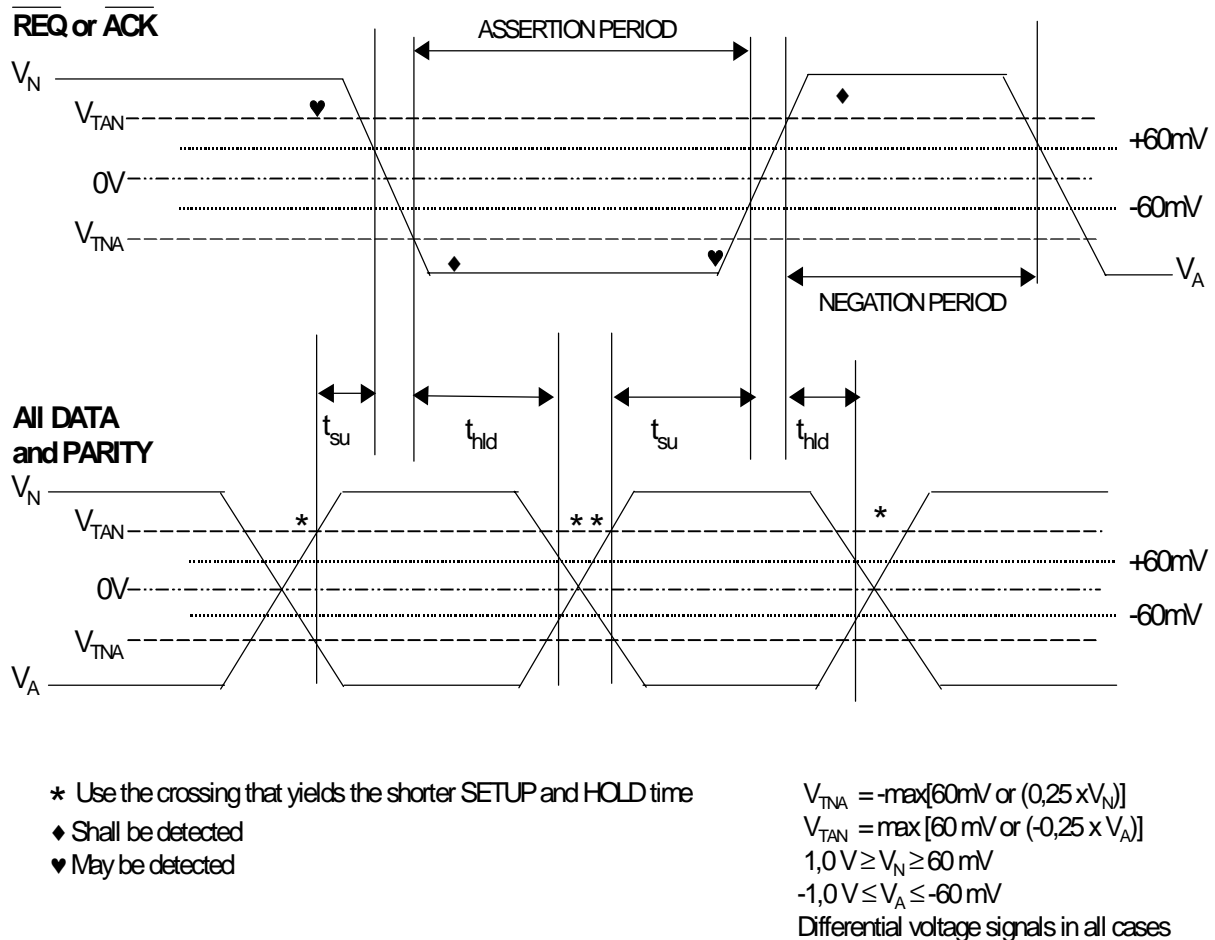 REQ or ACK
ASSERTION PERIOD
V_N
V_TAN
+60mV
0V
-60mV
V_TNA
V_A
NEGATION PERIOD
All DATA
and PARITY
t_su
t_hld
t_su
t_hld
V_N
V_TAN
* * * *
+60mV
0V
-60mV
V_TNA
V_A
* Use the crossing that yields the shorter SETUP and HOLD time
♦ Shall be detected
♥ May be detected
V_TNA = -max[60mV or (0,25 xV_N)]
V_TAN = max [60 mV or (-0,25 x V_A)]
1,0 V ≥ V_N ≥ 60 mV
-1,0 V ≤ V_A ≤ -60 mV
Differential voltage signals in all cases